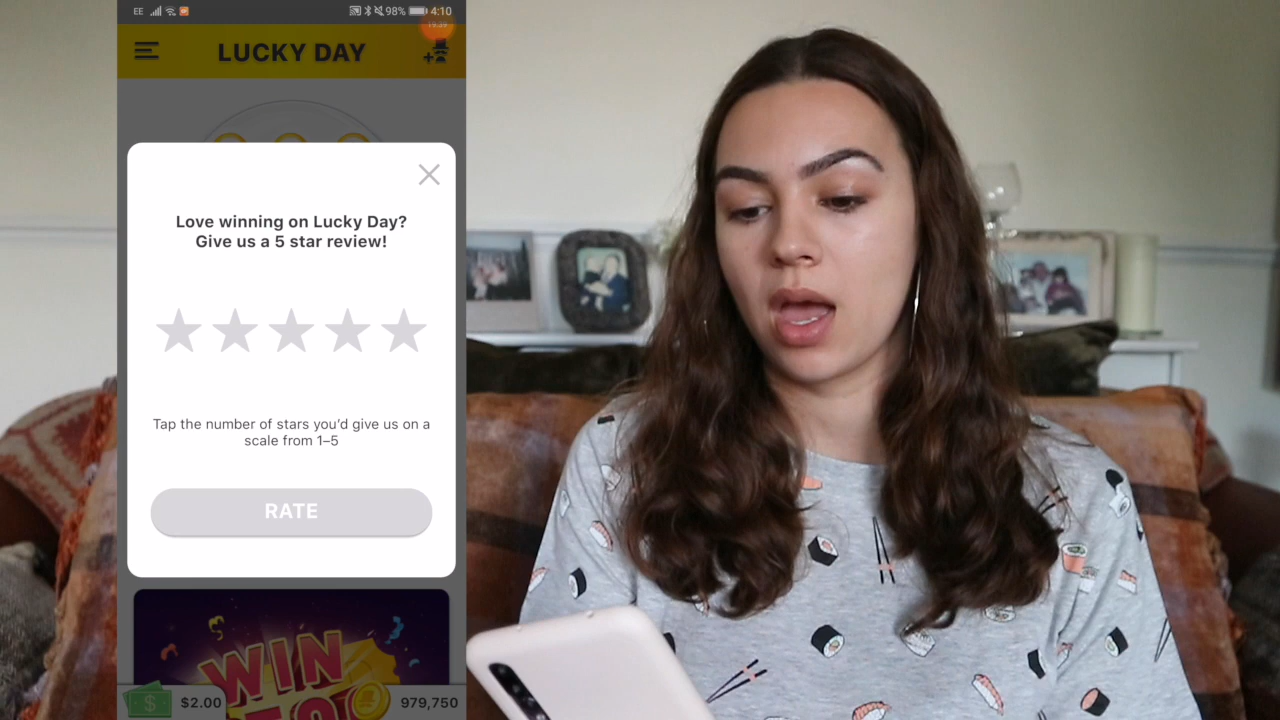 EE 98% 4:10
LUCKY DAY
Love winning on Lucky Day?
Give us a 5 star review!
Tap the number of stars you’d give us on a
scale from 1–5
RATE
WIN
$2.00
979,750